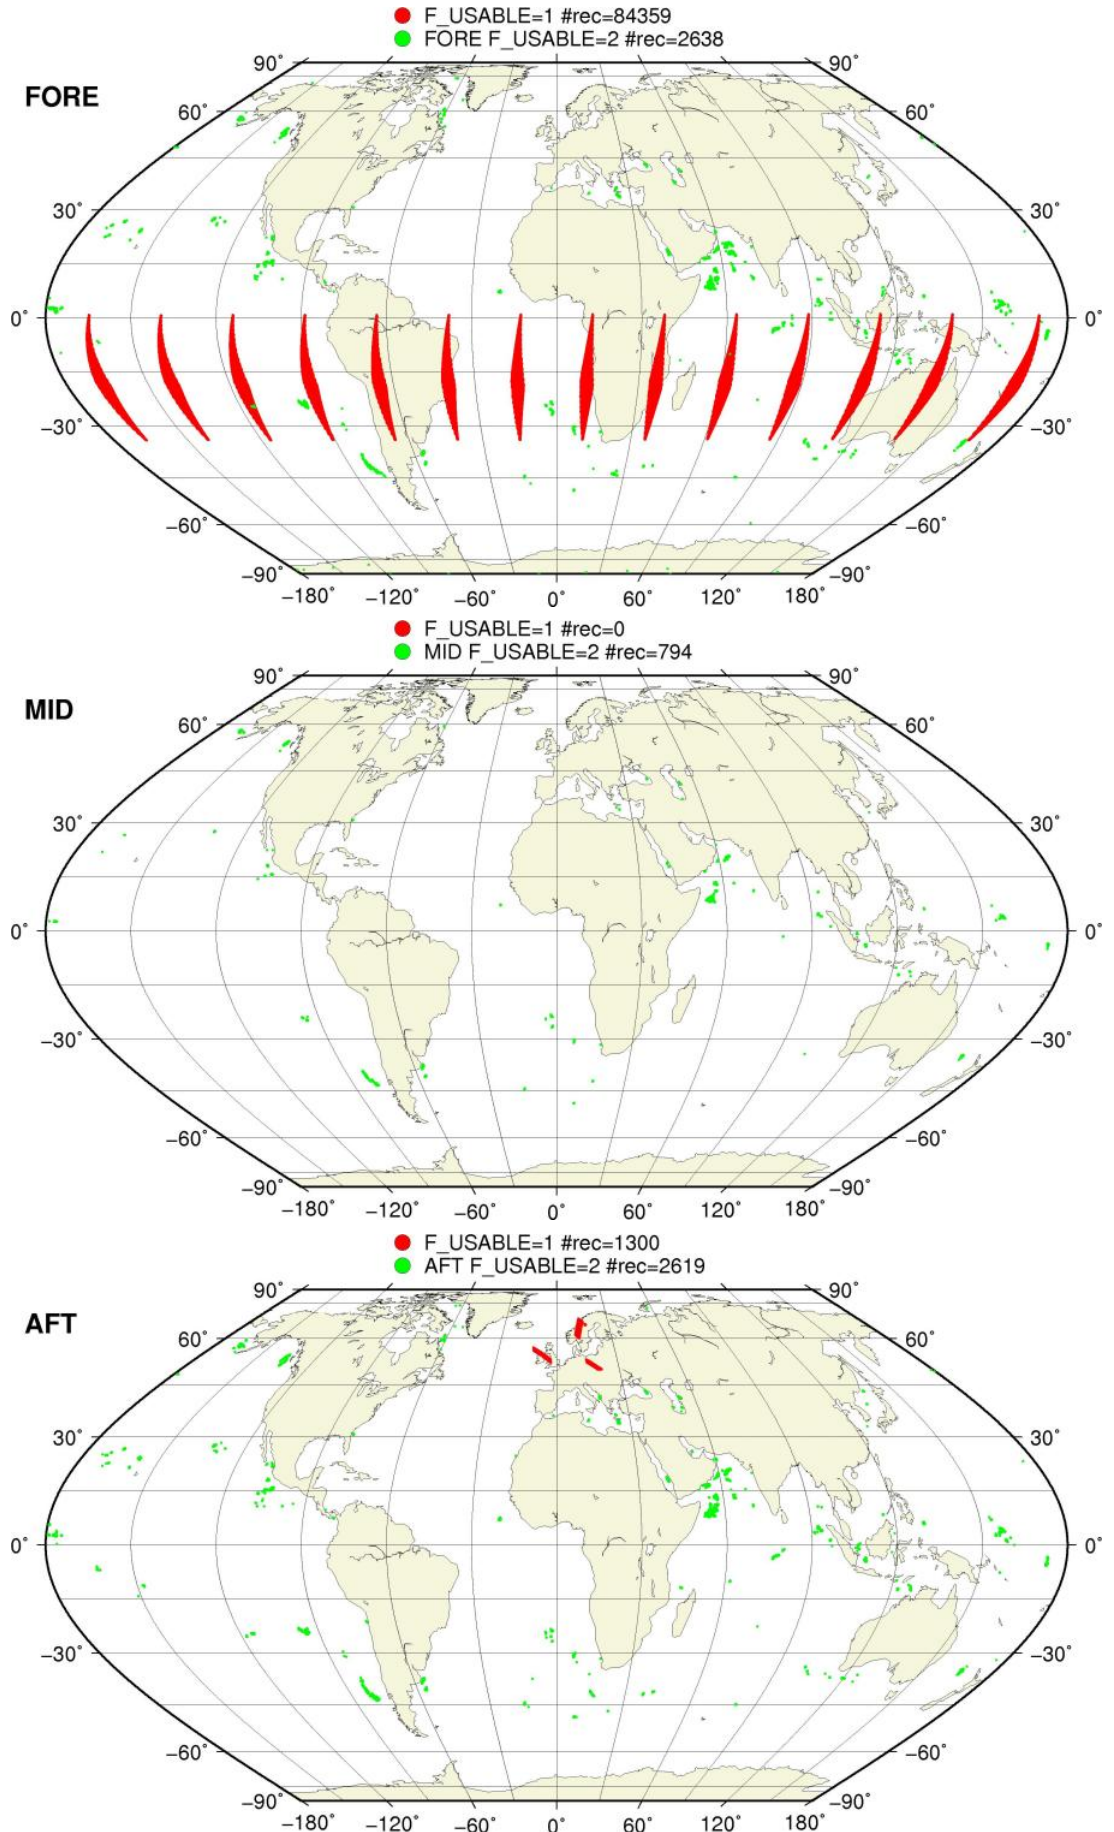 F_USABLE=1 #rec=84359
FORE F_USABLE=2 #rec=2638
FORE
90° 90°
60° 60°
30° 30°
0° 0°
−30° −30°
−60° −60°
−90° −90°
−180° −120° −60° 0° 60° 120° 180°
F_USABLE=1 #rec=0
MID F_USABLE=2 #rec=794
MID
90° 90°
60° 60°
30° 30°
0° 0°
−30° −30°
−60° −60°
−90° −90°
−180° −120° −60° 0° 60° 120° 180°
F_USABLE=1 #rec=1300
AFT F_USABLE=2 #rec=2619
AFT
90° 90°
60° 60°
30° 30°
0° 0°
−30° −30°
−60° −60°
−90° −90°
−180° −120° −60° 0° 60° 120° 180°